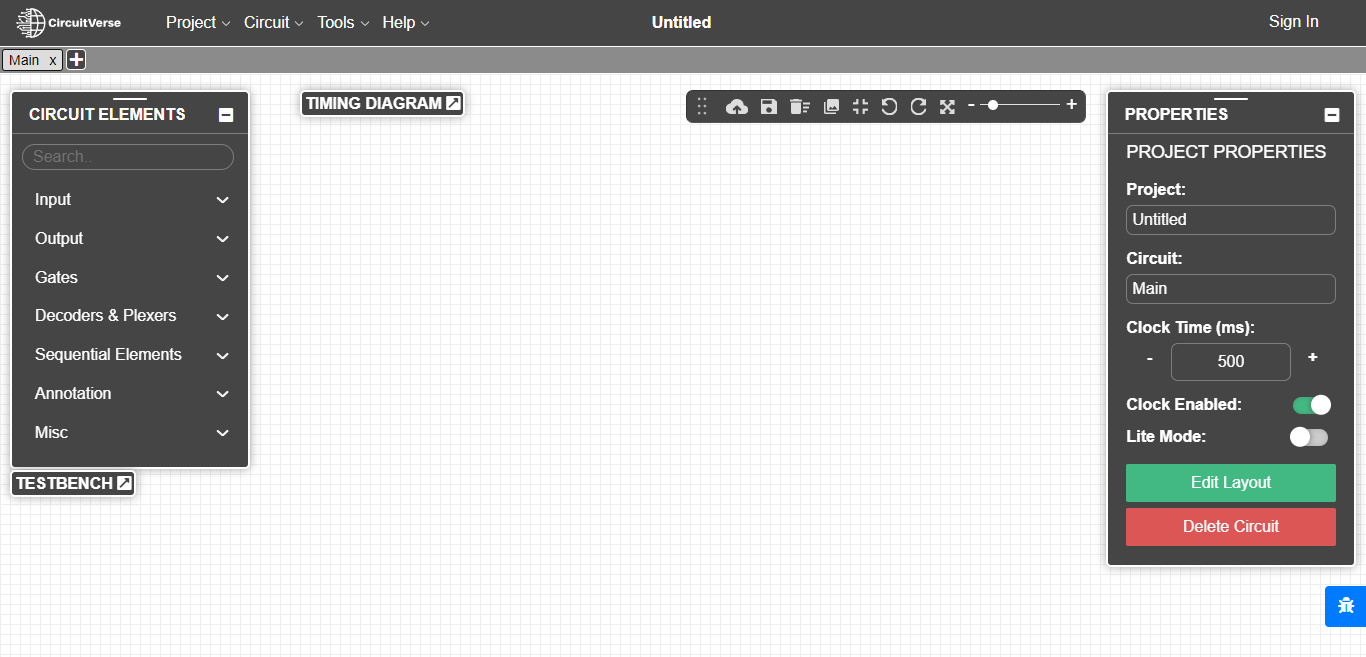 CircuitVerse Project Circuit Tools Help Untitled Sign In
Main x +
CIRCUIT ELEMENTS
Search..
Input
Output
Gates
Decoders & Plexers
Sequential Elements
Annotation
Misc
TESTBENCH
TIMING DIAGRAM
- +
PROPERTIES
PROJECT PROPERTIES
Project:
Untitled
Circuit:
Main
Clock Time (ms):
- 500 +
Clock Enabled:
Lite Mode:
Edit Layout
Delete Circuit